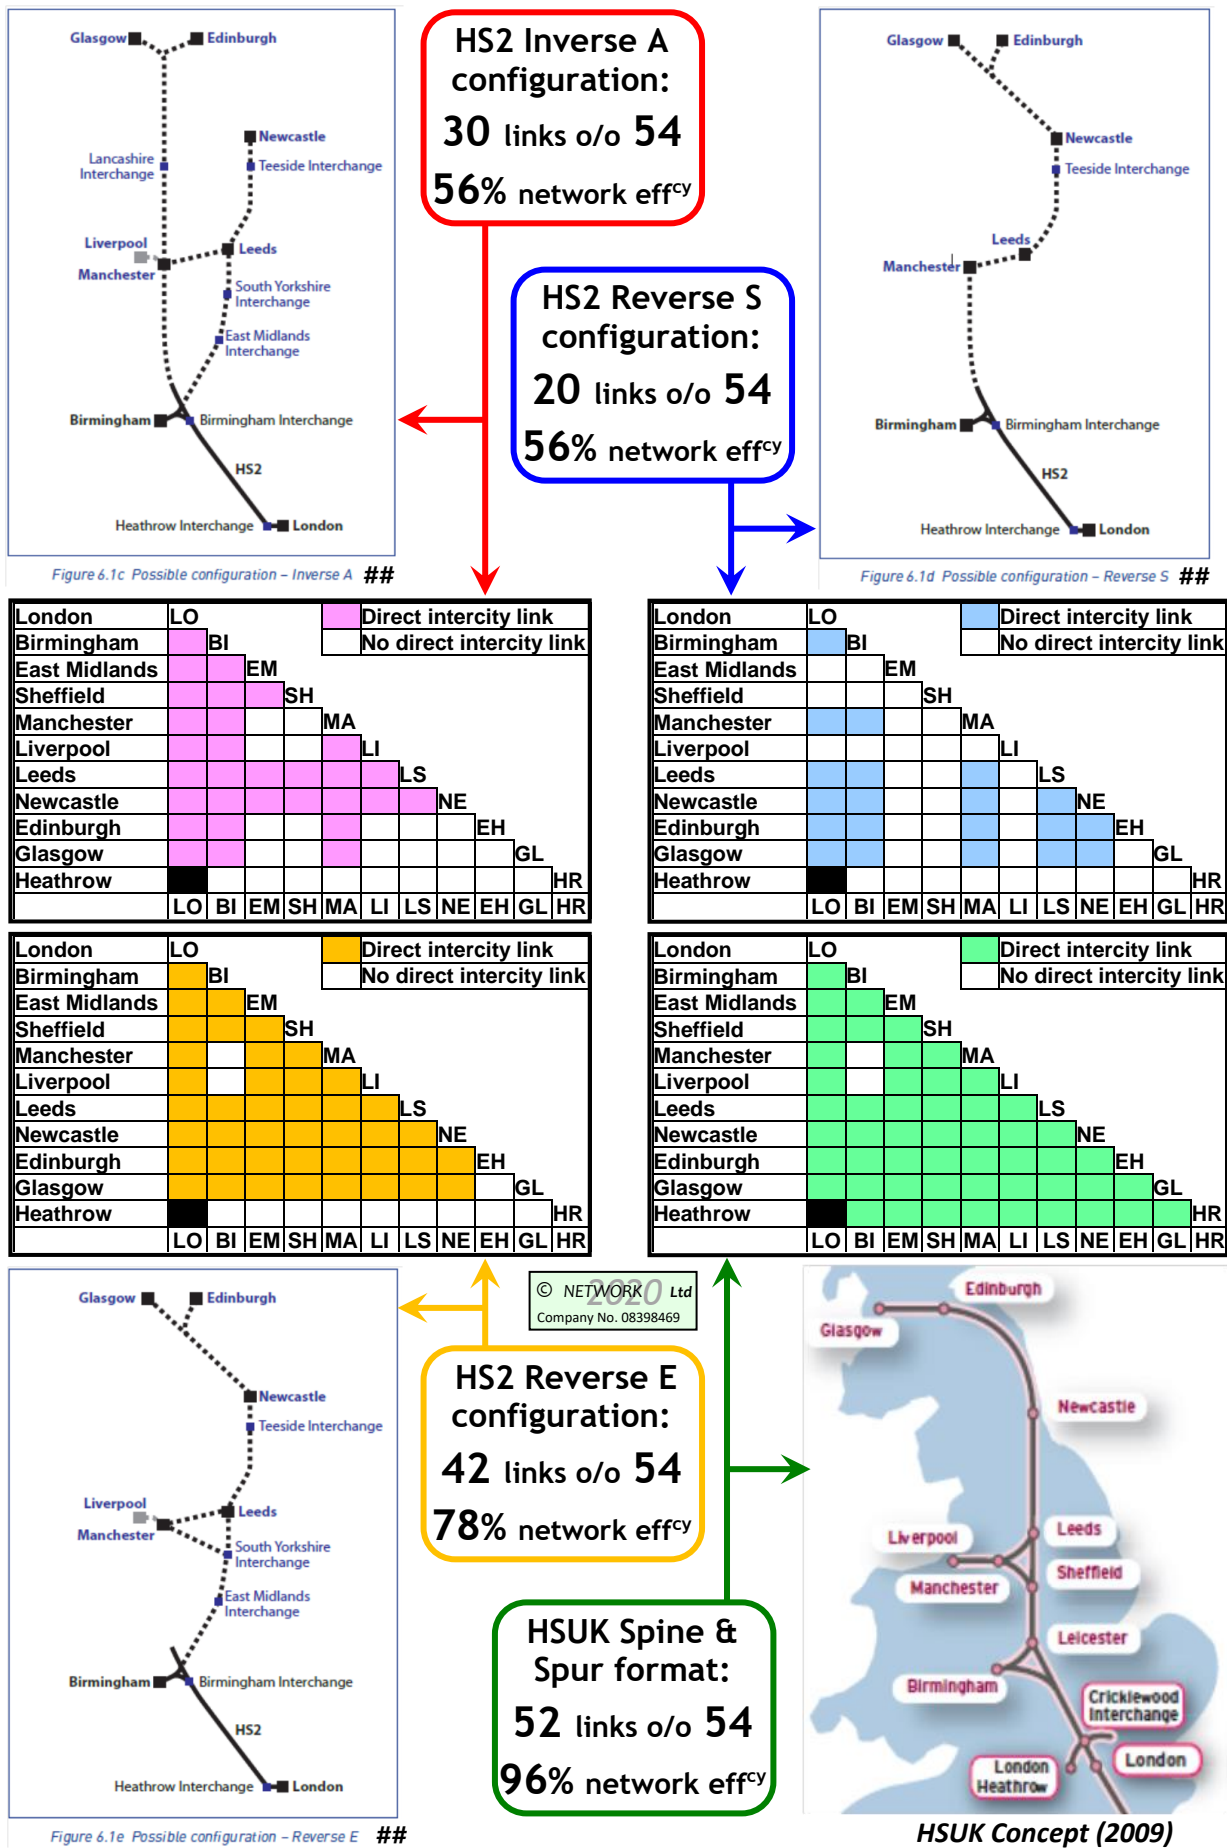 Glasgow
Edinburgh
Newcastle
Lancashire
Interchange
Teeside Interchange
Liverpool
Manchester
Leeds
South Yorkshire
Interchange
East Midlands
Interchange
Birmingham
Birmingham Interchange
HS2
Heathrow Interchange
London
Figure 6.1c Possible configuration – Inverse A ##
HS2 Inverse A
configuration:
30 links o/o 54
56% network effcy
HS2 Reverse S
configuration:
20 links o/o 54
56% network effcy
Glasgow
Edinburgh
Newcastle
Teeside Interchange
Leeds
Manchester
Birmingham
Birmingham Interchange
HS2
Heathrow Interchange
London
Figure 6.1d Possible configuration – Reverse S ##
London LO Direct intercity link
Birmingham BI No direct intercity link
East Midlands EM
Sheffield SH
Manchester MA
Liverpool LI
Leeds LS
Newcastle NE
Edinburgh EH
Glasgow GL
Heathrow HR
LO BI EM SH MA LI LS NE EH GL HR
London LO Direct intercity link
Birmingham BI No direct intercity link
East Midlands EM
Sheffield SH
Manchester MA
Liverpool LI
Leeds LS
Newcastle NE
Edinburgh EH
Glasgow GL
Heathrow HR
LO BI EM SH MA LI LS NE EH GL HR
London LO Direct intercity link
Birmingham BI No direct intercity link
East Midlands EM
Sheffield SH
Manchester MA
Liverpool LI
Leeds LS
Newcastle NE
Edinburgh EH
Glasgow GL
Heathrow HR
LO BI EM SH MA LI LS NE EH GL HR
London LO Direct intercity link
Birmingham BI No direct intercity link
East Midlands EM
Sheffield SH
Manchester MA
Liverpool LI
Leeds LS
Newcastle NE
Edinburgh EH
Glasgow GL
Heathrow HR
LO BI EM SH MA LI LS NE EH GL HR
Glasgow
Edinburgh
Newcastle
Teeside Interchange
Liverpool
Manchester
Leeds
South Yorkshire
Interchange
East Midlands
Interchange
Birmingham
Birmingham Interchange
HS2
Heathrow Interchange
London
Figure 6.1e Possible configuration – Reverse E ##
© NETWORK 2020 Ltd
Company No. 08398469
HS2 Reverse E
configuration:
42 links o/o 54
78% network effcy
HSUK Spine &
Spur format:
52 links o/o 54
96% network effcy
Edinburgh
Glasgow
Newcastle
Leeds
Liverpool
Sheffield
Manchester
Leicester
Birmingham
Cricklewood
Interchange
London
London
Heathrow
HSUK Concept (2009)